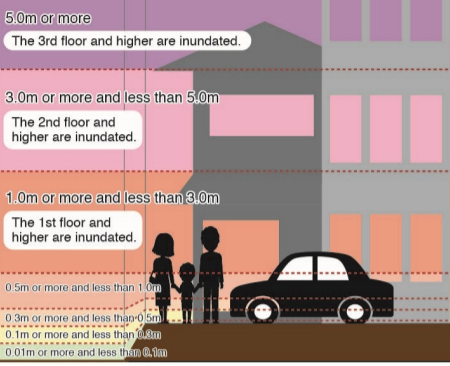 5.0m or more
The 3rd floor and higher are inundated.
3.0m or more and less than 5.0m
The 2nd floor and
higher are inundated.
1.0m or more and less than 3.0m
The 1st floor and
higher are inundated.
0.5m or more and less than 1.0m
0.3m or more and less than 0.5m
0.1m or more and less than 0.3m
0.01m or more and less than 0.1m